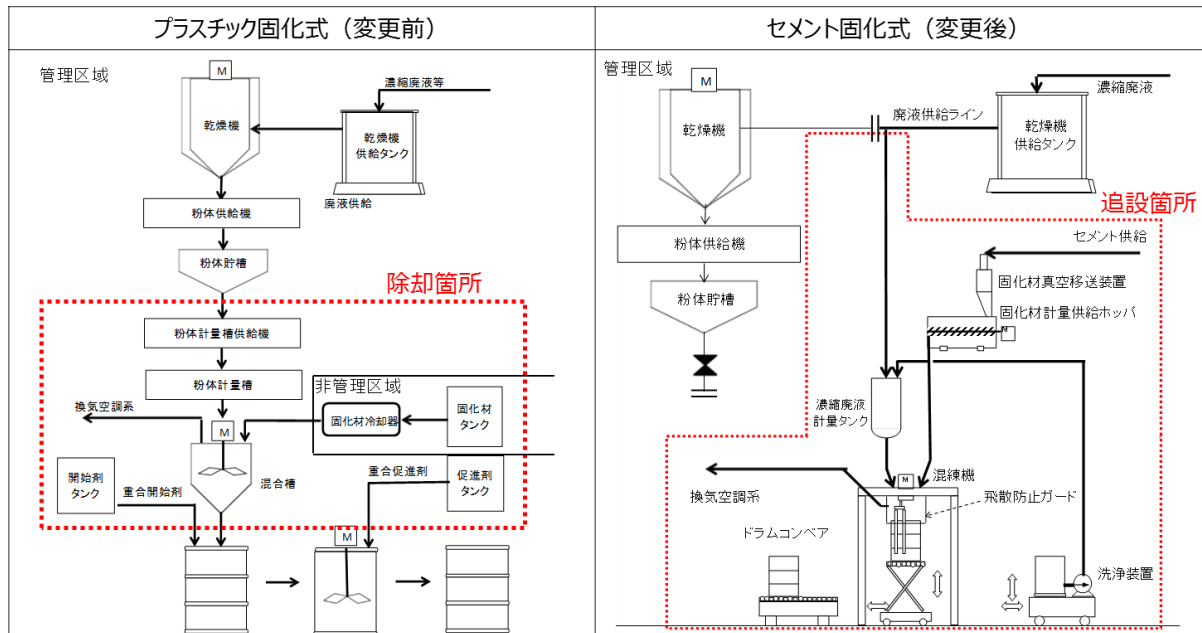 プラスチック固化式（変更前）
セメント固化式（変更後）
管理区域
M
濃縮廃液等
乾燥機
乾燥機
供給タンク
廃液供給
粉体供給機
粉体貯槽
除却箇所
粉体計量槽供給機
粉体計量槽
非管理区域
換気空調系
M
固化材冷却器
固化材
タンク
開始剤
タンク
重合開始剤
混合槽
重合促進剤
促進剤
タンク
M
管理区域
M
濃縮廃液
乾燥機
廃液供給ライン
乾燥機
供給タンク
追設箇所
セメント供給
粉体供給機
固化材真空移送装置
粉体貯槽
固化材計量供給ホッパ
M
濃縮廃液
計量タンク
混練機
M
換気空調系
飛散防止ガード
ドラムコンベア
洗浄装置